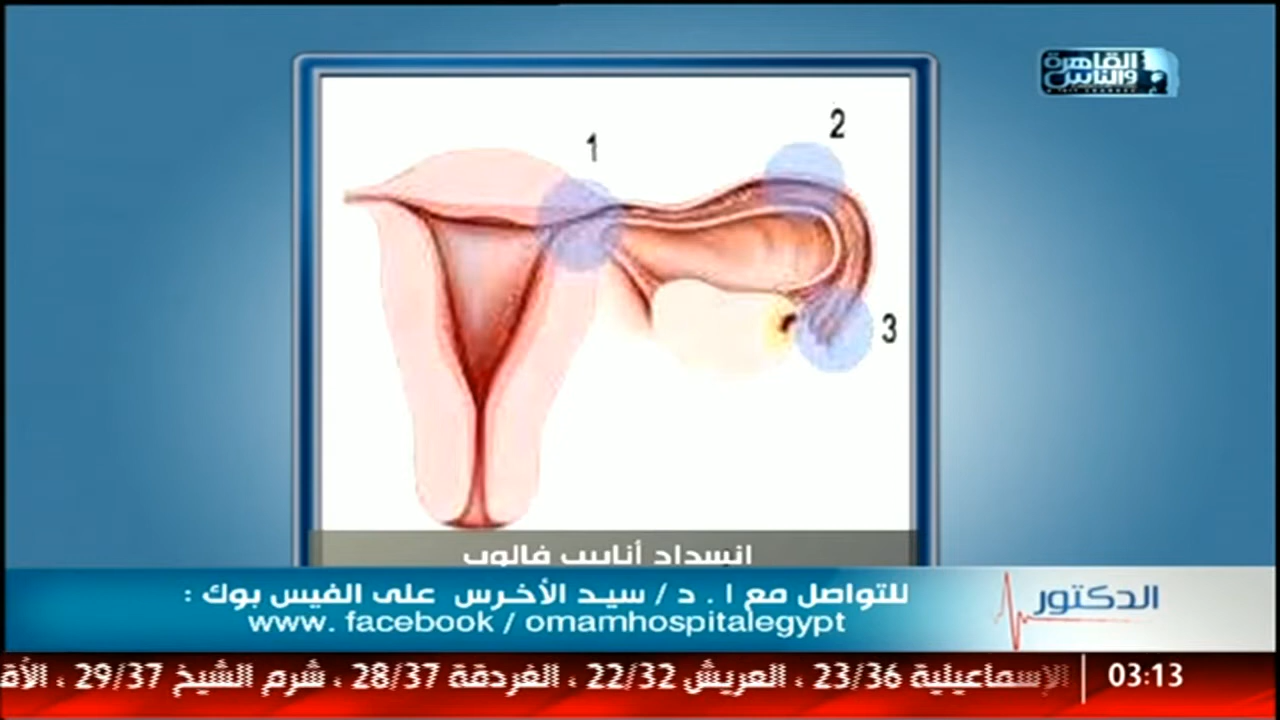 القاهرة
والناس
1
2
3
انسداد أنابيب فالوب
للتواصل مع ا . د / سيد الأخرس على الفيس بوك :
www. facebook / omamhospitalegypt
الدكتور
الإسماعيلية 23/36 ، العريش 22/32 ، الغردقة 28/37 ، شرم الشيخ 29/37 ،
03:13